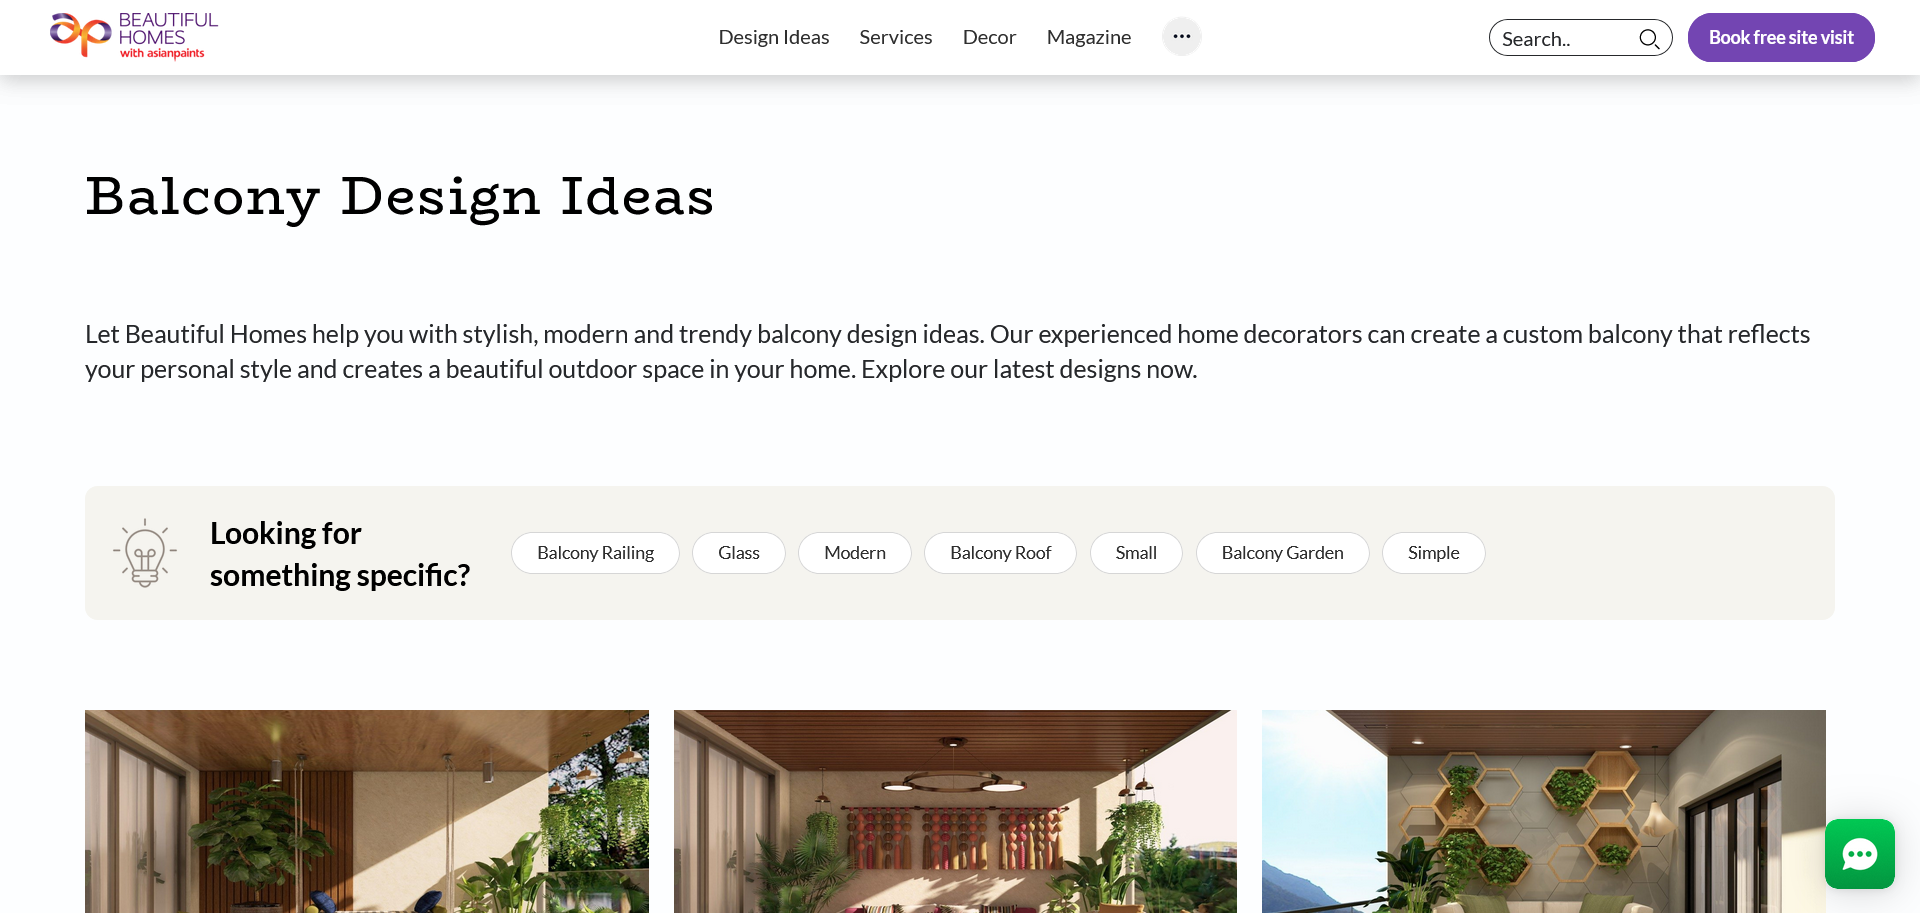 BEAUTIFUL
HOMES
with asianpaints
Design Ideas
Services
Decor
Magazine
Search..
Book free site visit
Balcony Design Ideas
Let Beautiful Homes help you with stylish, modern and trendy balcony design ideas. Our experienced home decorators can create a custom balcony that reflects
your personal style and creates a beautiful outdoor space in your home. Explore our latest designs now.
Looking for
something specific?
Balcony Railing
Glass
Modern
Balcony Roof
Small
Balcony Garden
Simple